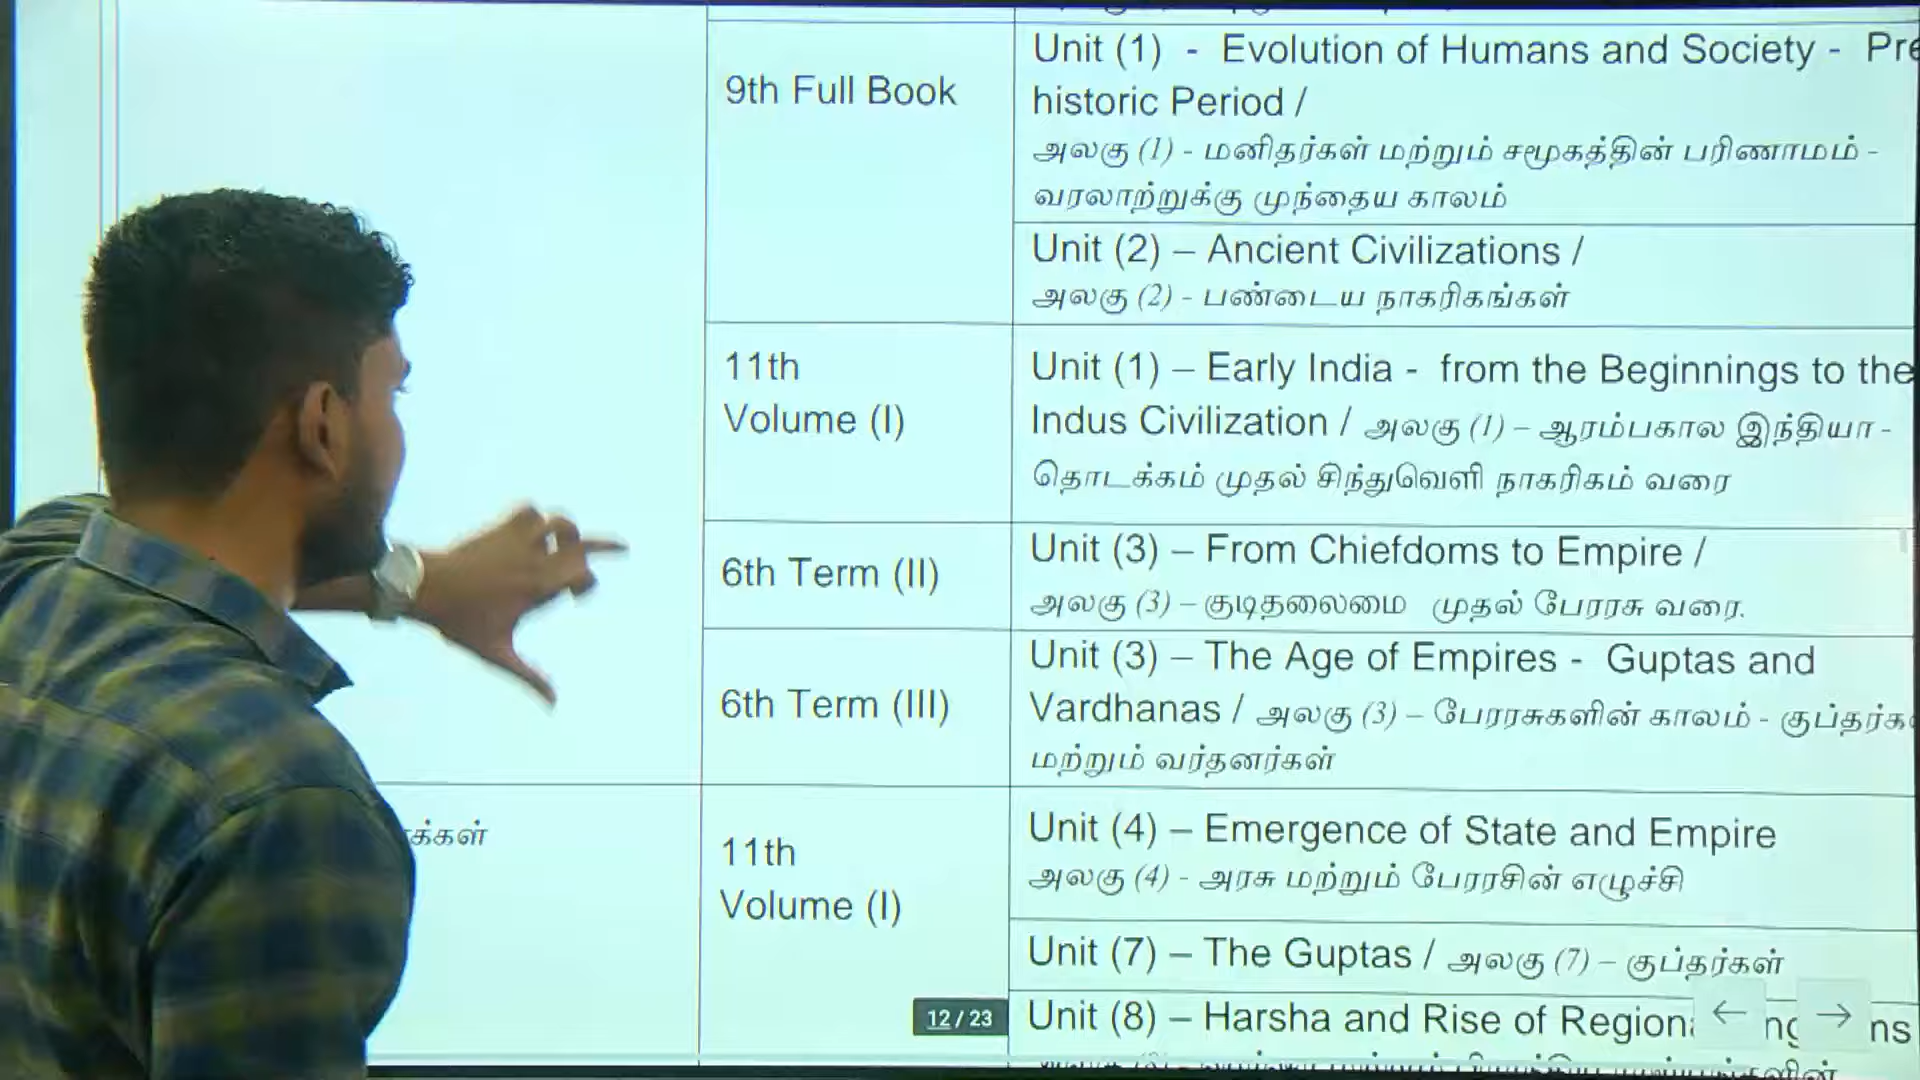 9th Full Book
Unit (1) - Evolution of Humans and Society -
historic Period /
அலகு (1) - மனிதர்கள் மற்றும் சமூகத்தின் பரிணாமம் -
வரலாற்றுக்கு முந்தைய காலம்
Unit (2) – Ancient Civilizations /
அலகு (2) - பண்டைய நாகரிகங்கள்
11th
Volume (I)
Unit (1) – Early India - from the Beginnings to the
Indus Civilization / அலகு (1) – ஆரம்பகால இந்தியா -
தொடக்கம் முதல் சிந்துவெளி நாகரிகம் வரை
6th Term (II)
Unit (3) – From Chiefdoms to Empire /
அலகு (3) – குடிதலைமை முதல் பேரரசு வரை.
6th Term (III)
Unit (3) – The Age of Empires - Guptas and
Vardhanas / அலகு (3) – பேரரசுகளின் காலம் -
மற்றும் வர்தனர்கள்
11th
Volume (I)
Unit (4) – Emergence of State and Empire
அலகு (4) - அரசு மற்றும் பேரரசின் எழுச்சி
Unit (7) – The Guptas / அலகு (7) – குப்தர்கள்
Unit (8) – Harsha and Rise of
12 / 23